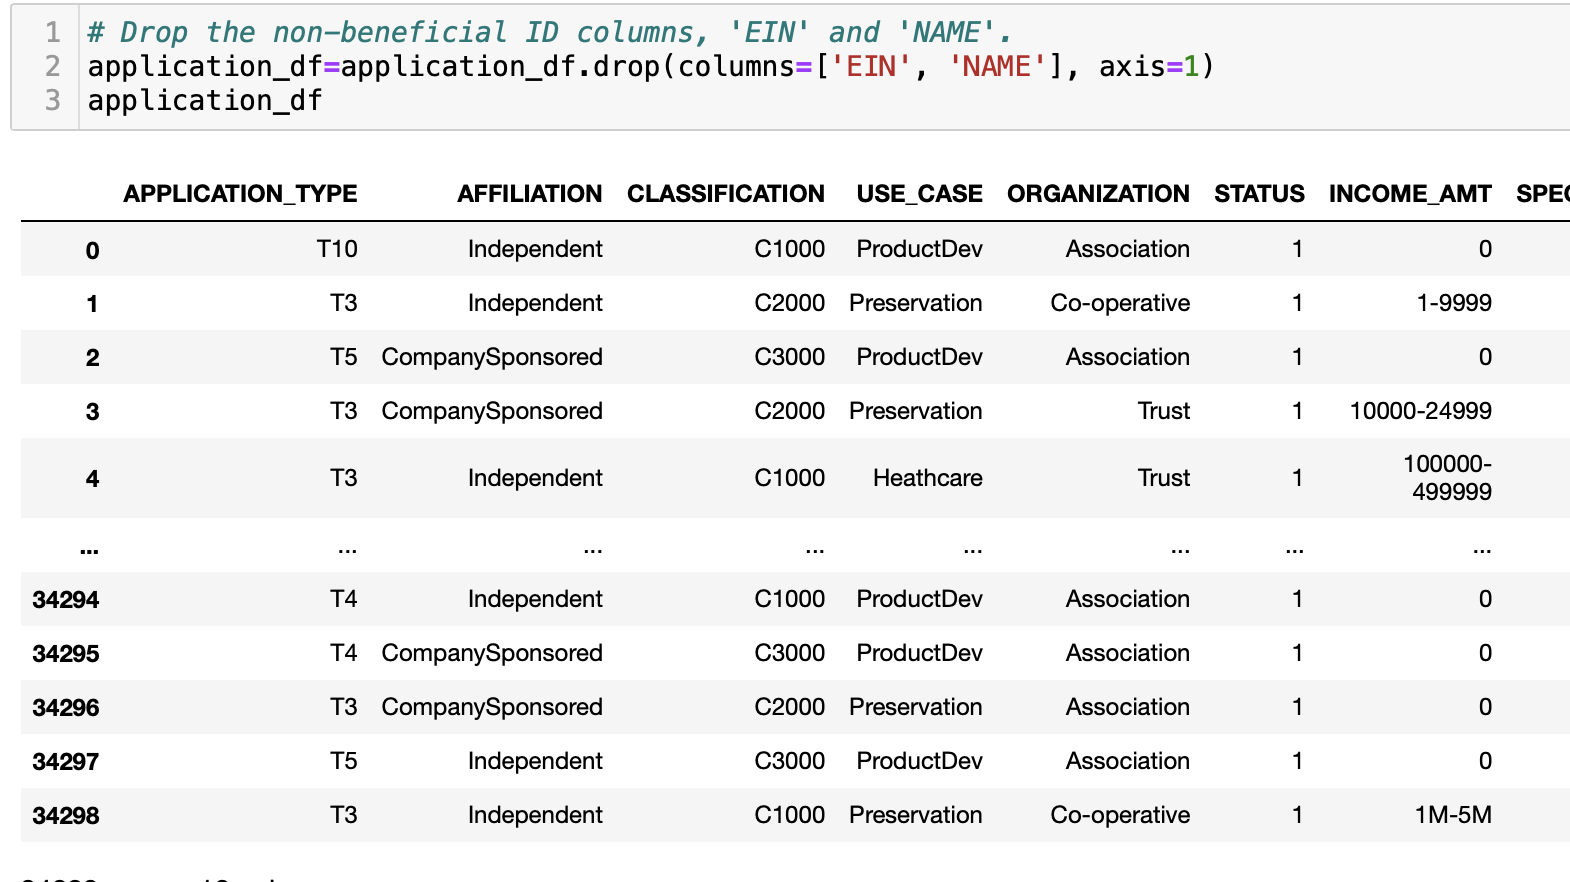 1 # Drop the non-beneficial ID columns, 'EIN' and 'NAME'.
2 application_df=application_df.drop(columns=['EIN', 'NAME'], axis=1)
3 application_df
APPLICATION_TYPE AFFILIATION CLASSIFICATION USE_CASE ORGANIZATION STATUS INCOME_AMT SPEC
0 T10 Independent C1000 ProductDev Association 1 0
1 T3 Independent C2000 Preservation Co-operative 1 1-9999
2 T5 CompanySponsored C3000 ProductDev Association 1 0
3 T3 CompanySponsored C2000 Preservation Trust 1 10000-24999
4 T3 Independent C1000 Heathcare Trust 1 100000-
499999
... ... ... ... ... ... ... ...
34294 T4 Independent C1000 ProductDev Association 1 0
34295 T4 CompanySponsored C3000 ProductDev Association 1 0
34296 T3 CompanySponsored C2000 Preservation Association 1 0
34297 T5 Independent C3000 ProductDev Association 1 0
34298 T3 Independent C1000 Preservation Co-operative 1 1M-5M